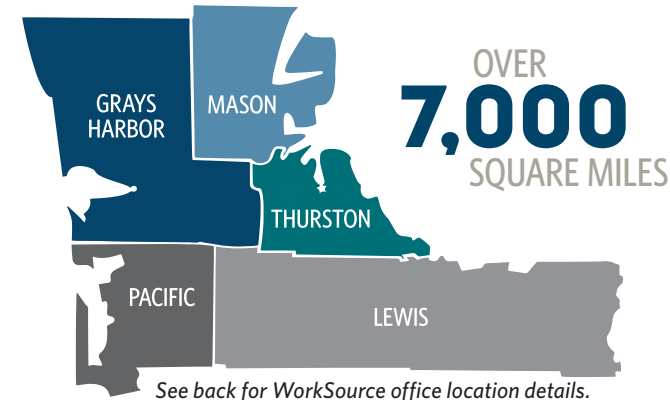 GRAYS
HARBOR
MASON
OVER
7,000
SQUARE MILES
THURSTON
PACIFIC
LEWIS
See back for WorkSource office location details.